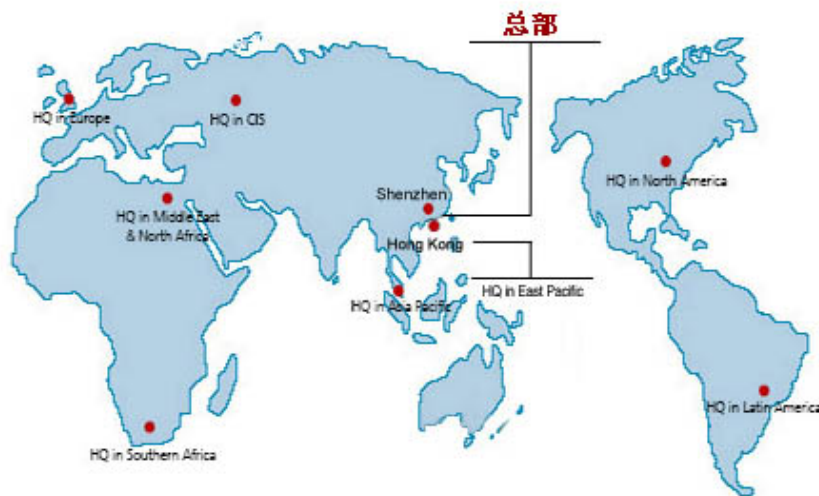 总部
HQ in Europe
HQ in CIS
HQ in North America
Shenzhen
HQ in Middle East
& North Africa
Hong Kong
HQ in East Pacific
HQ in Asia Pacific
HQ in Latin America
HQ in Southern Africa